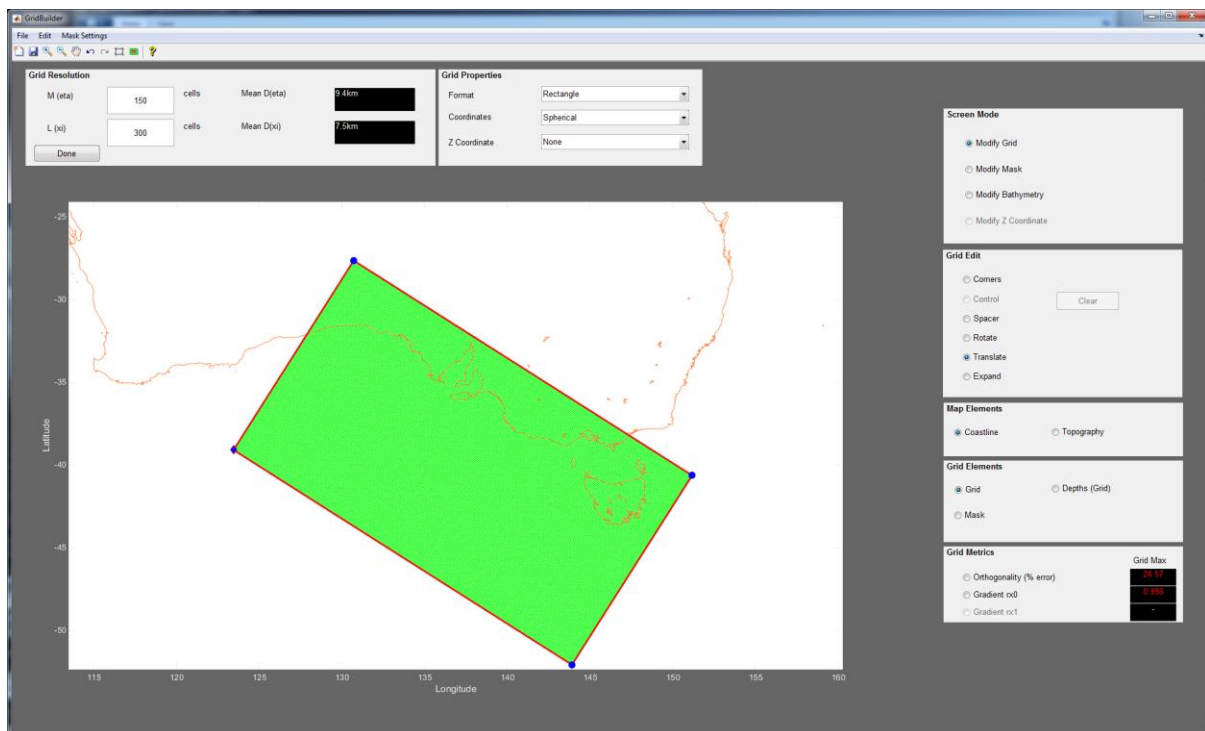 GridBuilder
File Edit Mask Settings
Grid Resolution
M (eta) 150 cells Mean D(eta) 9.4km
L (xi) 300 cells Mean D(xi) 7.5km
Done
Grid Properties
Format Rectangle
Coordinates Spherical
Z Coordinate None
Screen Mode
Modify Grid
Modify Mask
Modify Bathymetry
Modify Z Coordinate
Grid Edit
Corners
Control Clear
Spacer
Rotate
Translate
Expand
Map Elements
Coastline Topography
Grid Elements
Grid Depths (Grid)
Mask
Grid Metrics
Grid Max
Orthogonality (% error) 24.57
Gradient rx0 0.998
Gradient rx1 -
-25
-30
-35
-40
-45
-50
Latitude
115 120 125 130 135 140 145 150 155 160
Longitude